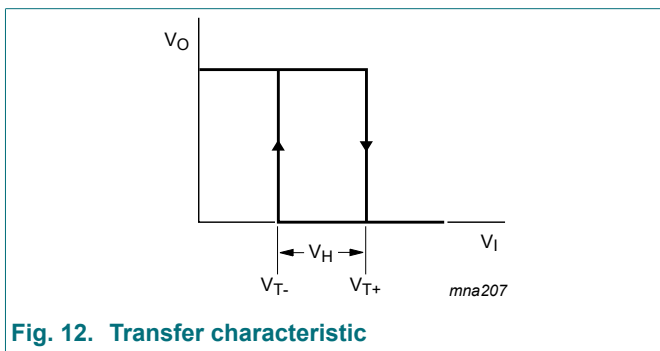 VO
VI
VH
VT-
VT+
mna207
Fig. 12. Transfer characteristic